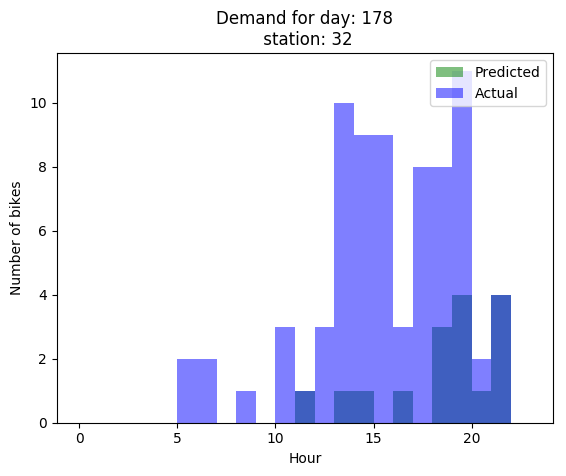 Demand for day: 178
station: 32
Predicted
Actual
Number of bikes
10
8
6
4
2
0
0 5 10 15 20
Hour